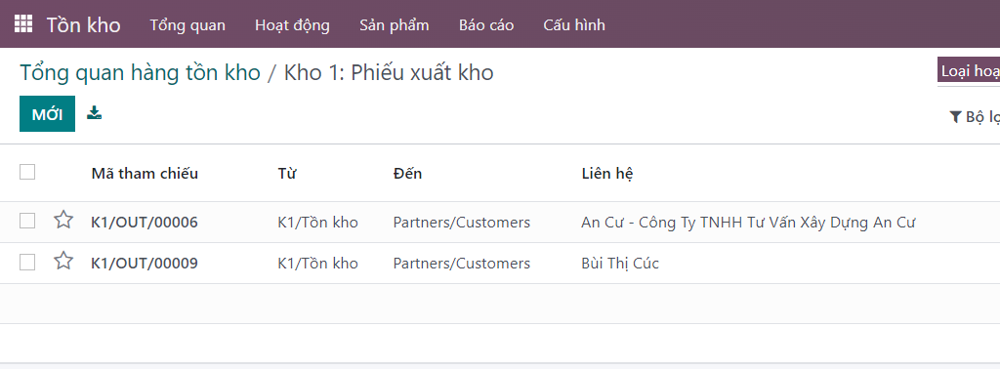 Tồn kho Tổng quan Hoạt động Sản phẩm Báo cáo Cấu hình
Tổng quan hàng tồn kho / Kho 1: Phiếu xuất kho
Loại hoạ
MỚI
Bộ lọ
Mã tham chiếu Từ Đến Liên hệ
K1/OUT/00006 K1/Tồn kho Partners/Customers An Cư - Công Ty TNHH Tư Vấn Xây Dựng An Cư
K1/OUT/00009 K1/Tồn kho Partners/Customers Bùi Thị Cúc